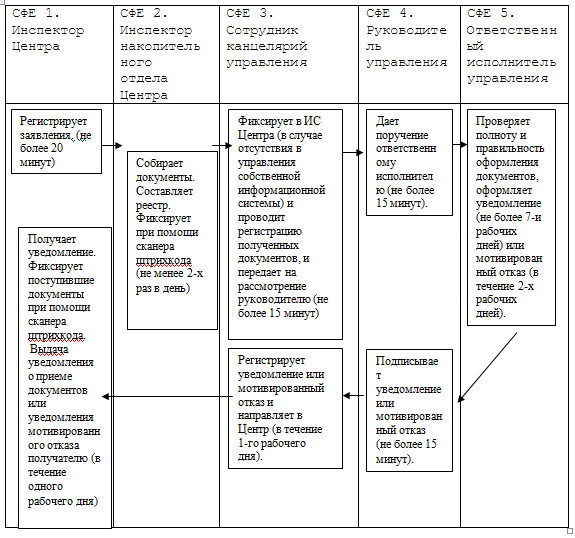 СФЕ 1.
Инспектор
Центра
СФЕ 2.
Инспектор
накопитель
ного
отдела
Центра
СФЕ 3.
Сотрудник
канцелярий
управления
СФЕ 4.
Руководите
ль
управления
СФЕ 5.
Ответственн
ый
исполнитель
управления
Регистрирует
заявления, (не
более 20
минут)
Собирает
документы.
Составляет
реестр.
Фиксирует
при помощи
сканера
штрихкода
(не менее 2-х
раз в день)
Фиксирует в ИС
Центра (в случае
отсутствия в
управления
собственной
информационной
системы) и
проводит
регистрацию
полученных
документов, и
передает на
рассмотрение
руководителю (не
более 15 минут)
Дает
поручение
ответственн
ому
исполнител
ю (не более
15 минут).
Проверяет
полноту и
правильность
оформления
документов,
оформляет
уведомление
(не более 7-и
рабочих
дней) или
мотивирован
ный отказ (в
течение 2-х
рабочих
дней).
Получает
уведомление.
Фиксирует
поступившие
документы
при помощи
сканера
штрихкода.
Выдача
уведомления
о приеме
документов
или
уведомления
мотивированн
ого отказа
получателю (в
течение
одного
рабочего дня)
Регистрирует
уведомление или
мотивированный
отказ и
направляет в
Центр (в течение
1-го рабочего
дня).
Подписывае
т
уведомление
или
мотивирован
ный отказ
(не более 15
минут).